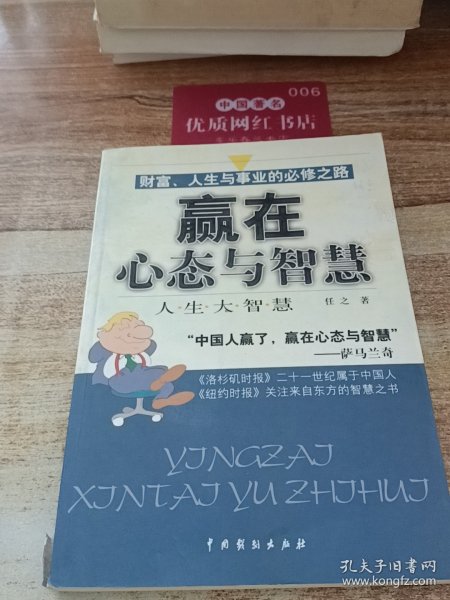 006
中国著名
优质网红书店
财富、人生与事业的必修之路
赢在
心态与智慧
人·生·大·智·慧 任之 著
“中国人赢了，赢在心态与智慧”
——萨马兰奇
《洛杉矶时报》二十一世纪属于中国人
《纽约时报》关注来自东方的智慧之书
YINGZAI
XINTAI YU ZHIHUI
中国戏剧出版社
孔夫子旧书网
www.kongfz.com